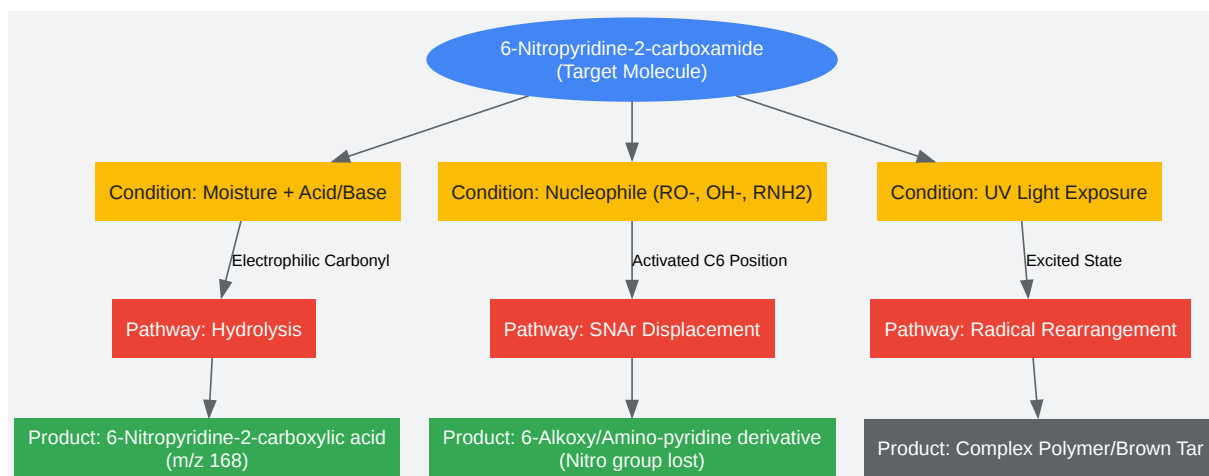 6-Nitropyridine-2-carboxamide
(Target Molecule)
Condition: Moisture + Acid/Base
Condition: Nucleophile (RO-, OH-, RNH2)
Condition: UV Light Exposure
Electrophilic Carbonyl
Activated C6 Position
Excited State
Pathway: Hydrolysis
Pathway: SNAr Displacement
Pathway: Radical Rearrangement
Product: 6-Nitropyridine-2-carboxylic acid
(m/z 168)
Product: 6-Alkoxy/Amino-pyridine derivative
(Nitro group lost)
Product: Complex Polymer/Brown Tar